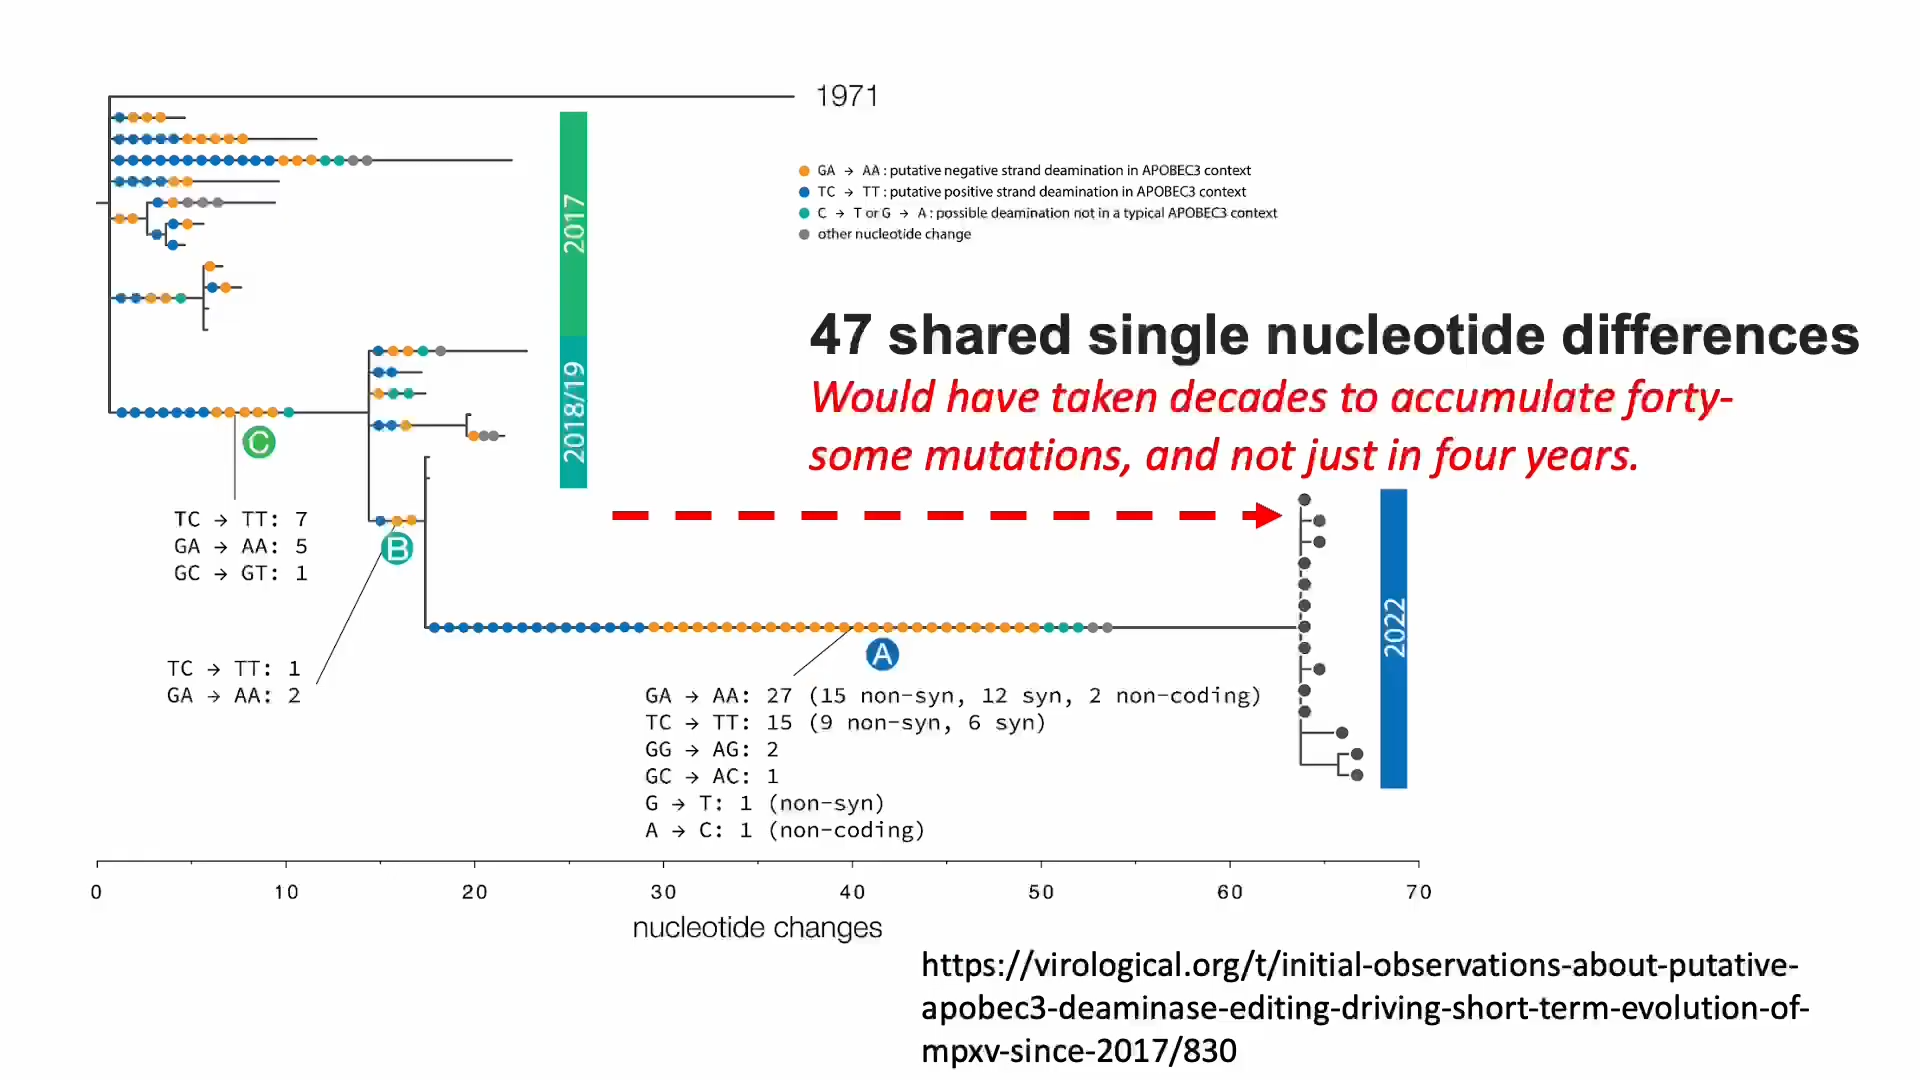 1971
GA → AA : putative negative strand deamination in APOBEC3 context
TC → TT : putative positive strand deamination in APOBEC3 context
C → T or G → A : possible deamination not in a typical APOBEC3 context
other nucleotide change
2017
2018/19
47 shared single nucleotide differences
Would have taken decades to accumulate forty-
some mutations, and not just in four years.
C
TC → TT: 7
GA → AA: 5
GC → GT: 1
B
TC → TT: 1
GA → AA: 2
A
GA → AA: 27 (15 non-syn, 12 syn, 2 non-coding)
TC → TT: 15 (9 non-syn, 6 syn)
GG → AG: 2
GC → AC: 1
G → T: 1 (non-syn)
A → C: 1 (non-coding)
2022
0 10 20 30 40 50 60 70
nucleotide changes
https://virological.org/t/initial-observations-about-putative-
apobec3-deaminase-editing-driving-short-term-evolution-of-
mpxv-since-2017/830